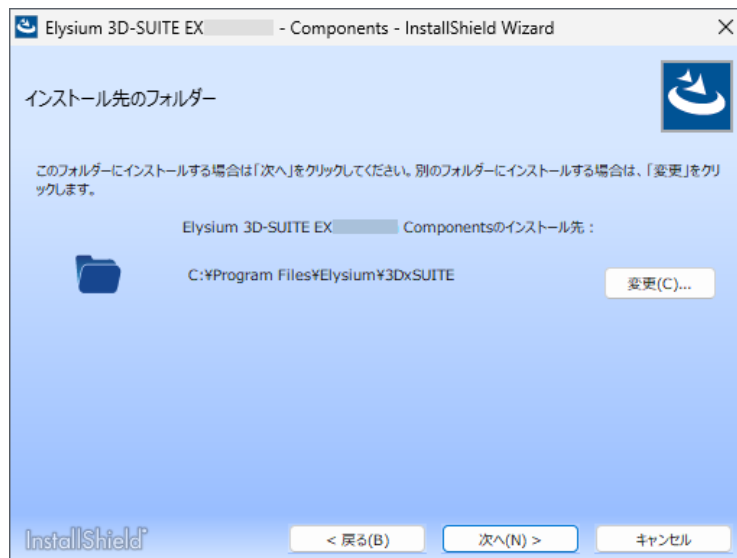 Elysium 3D-SUITE EX - Components - InstallShield Wizard
インストール先のフォルダー
このフォルダーにインストールする場合は「次へ」をクリックしてください。別のフォルダーにインストールする場合は、「変更」をクリ
ックします。
Elysium 3D-SUITE EX Componentsのインストール先：
C:¥Program Files¥Elysium¥3DxSUITE
変更(C)...
InstallShield
< 戻る(B)
次へ(N) >
キャンセル